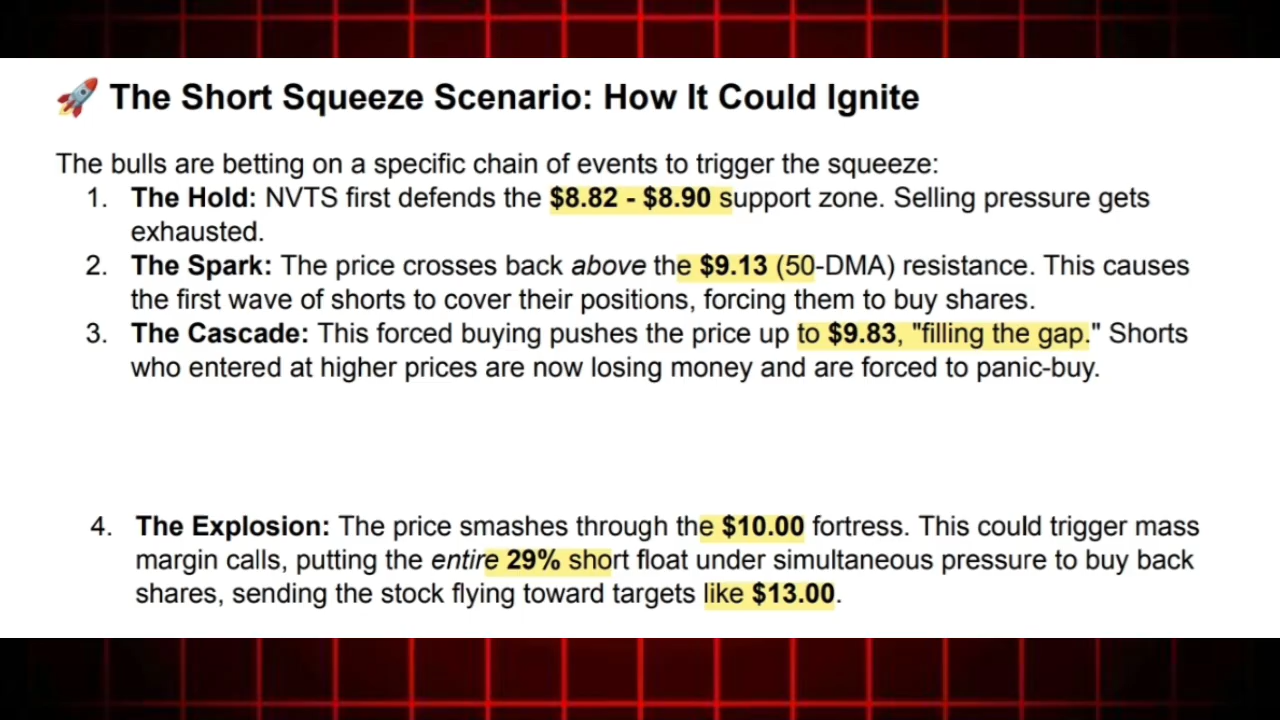 🚀 The Short Squeeze Scenario: How It Could Ignite
The bulls are betting on a specific chain of events to trigger the squeeze:
1. The Hold: NVTS first defends the $8.82 - $8.90 support zone. Selling pressure gets
exhausted.
2. The Spark: The price crosses back above the $9.13 (50-DMA) resistance. This causes
the first wave of shorts to cover their positions, forcing them to buy shares.
3. The Cascade: This forced buying pushes the price up to $9.83, "filling the gap." Shorts
who entered at higher prices are now losing money and are forced to panic-buy.
4. The Explosion: The price smashes through the $10.00 fortress. This could trigger mass
margin calls, putting the entire 29% short float under simultaneous pressure to buy back
shares, sending the stock flying toward targets like $13.00.